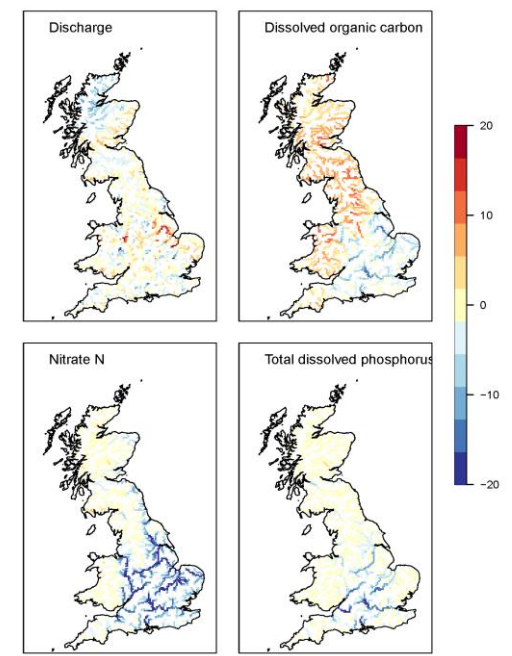 Discharge
Dissolved organic carbon
20
10
0
−10
−20
Nitrate N
Total dissolved phosphorus